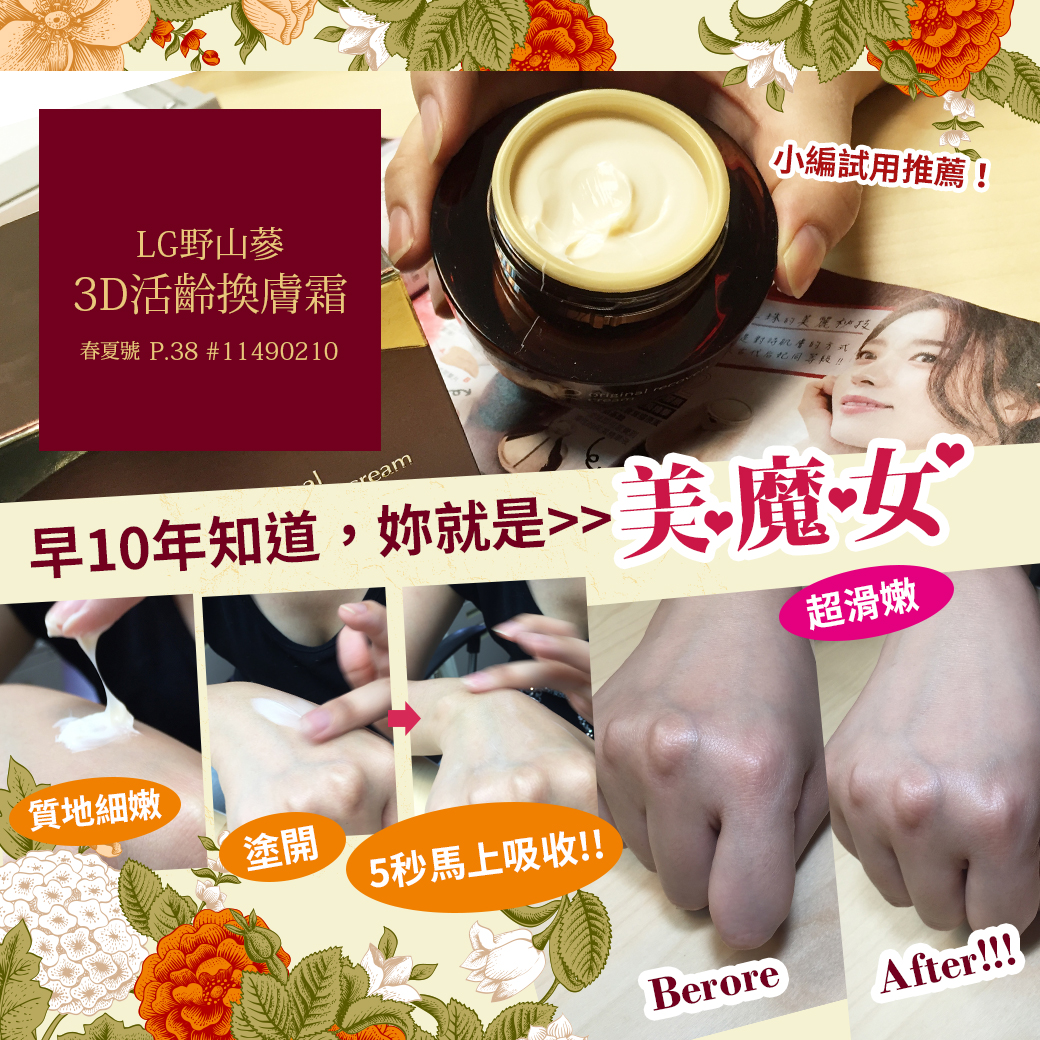 小編試用推薦！
LG野山蔘
3D活齡換膚霜
春夏號 P.38 #11490210
original
cream
早10年知道，妳就是>>美魔女
超滑嫩
質地細嫩
塗開
5秒馬上吸收!!
Berore
After!!!